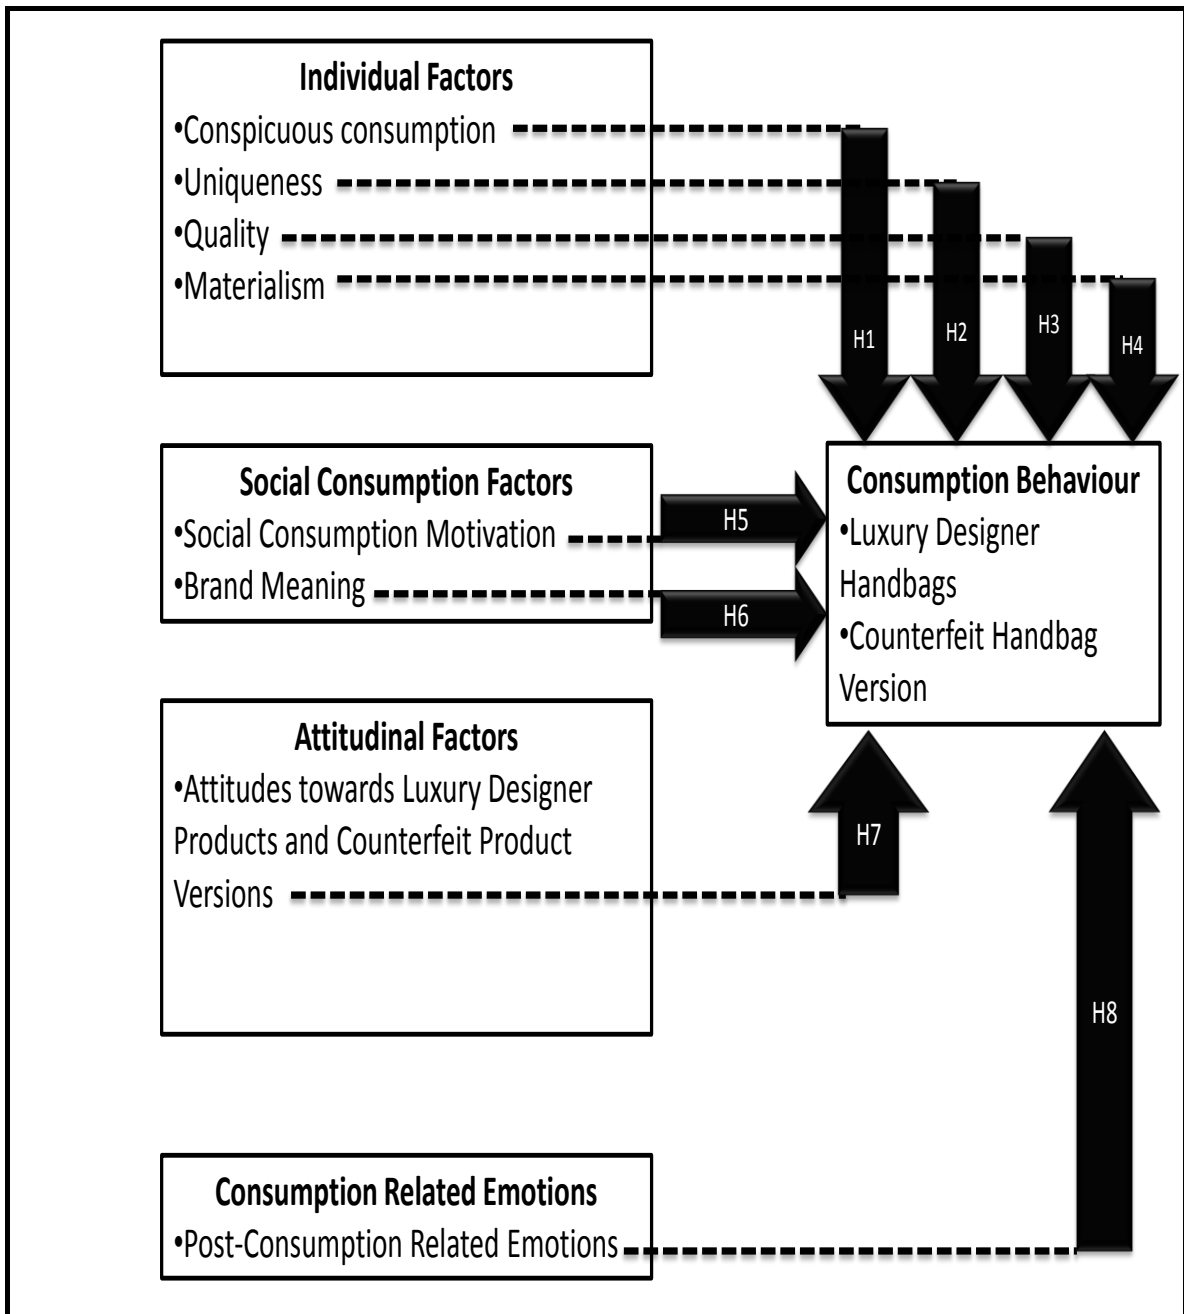 Individual Factors
•Conspicuous consumption
•Uniqueness
•Quality
•Materialism
H1
H2
H3
H4
Social Consumption Factors
•Social Consumption Motivation
•Brand Meaning
H5
H6
Consumption Behaviour
•Luxury Designer
Handbags
•Counterfeit Handbag
Version
Attitudinal Factors
•Attitudes towards Luxury Designer
Products and Counterfeit Product
Versions
H7
H8
Consumption Related Emotions
•Post-Consumption Related Emotions